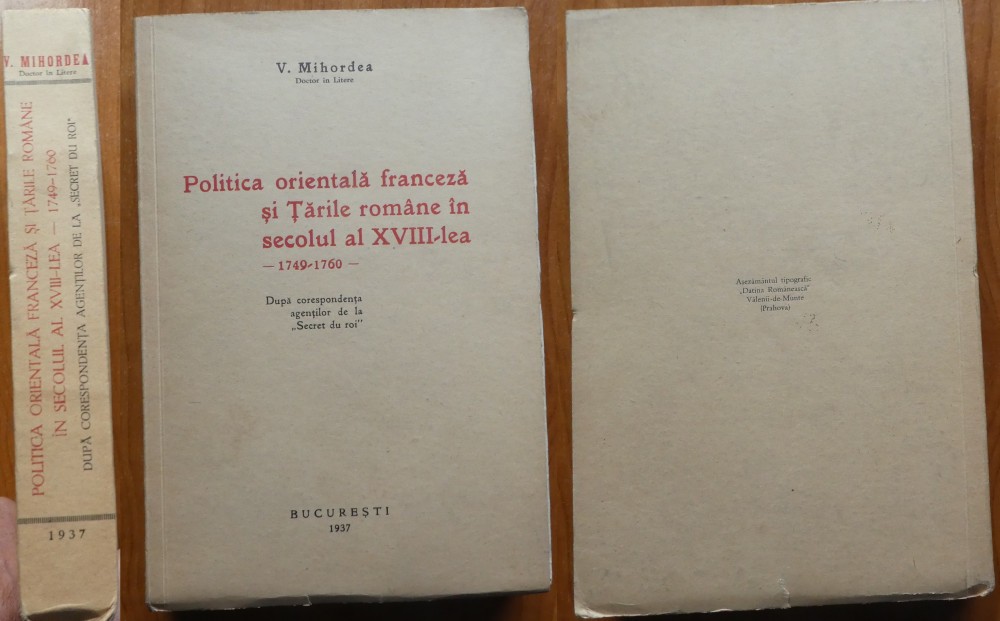 V. MIHORDEA
Doctor în Litere
POLITICA ORIENTALĂ FRANCEZĂ ȘI ȚĂRILE ROMÂNE
ÎN SECOLUL AL XVIII-LEA — 1749-1760
DUPĂ CORESPONDENȚA AGENȚILOR DE LA „SECRET DU ROI"
1937
V. Mihordea
Doctor în Litere
Politica orientală franceză
și Țările române în
secolul al XVIII-lea
— 1749-1760 —
După corespondența
agenților de la
„Secret du roi"
BUCUREȘTI
1937
Așezământul tipografic
„Datina Românească"
Vălenii-de-Munte
(Prahova)